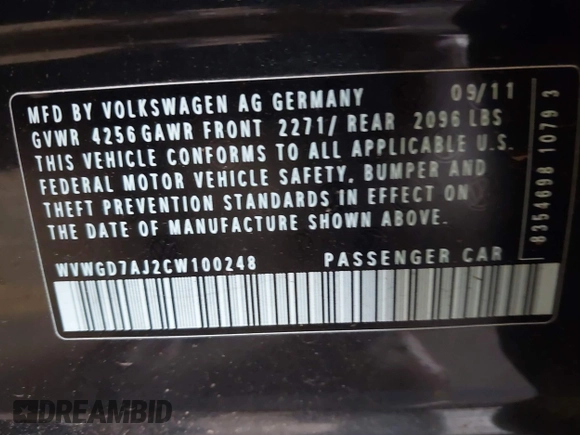 MFD BY VOLKSWAGEN AG GERMANY 09/11
GVWR 4256 GAWR FRONT 2271/ REAR 2096 LBS
THIS VEHICLE CONFORMS TO ALL APPLICABLE U.S.
FEDERAL MOTOR VEHICLE SAFETY, BUMPER AND
THEFT PREVENTION STANDARDS IN EFFECT ON
THE DATE OF MANUFACTURE SHOWN ABOVE.
WVWGD7AJ2CW100248 PASSENGER CAR
8354698 1079 3
DREAMBID